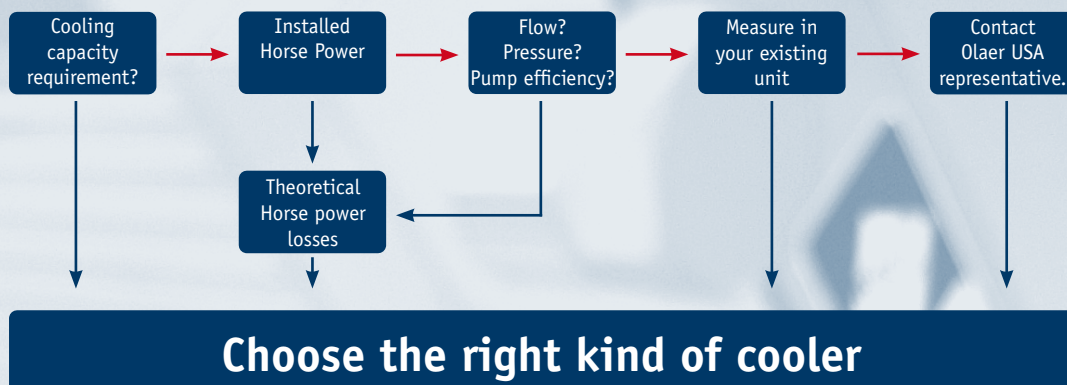 Cooling
capacity
requirement?
Installed
Horse Power
Flow?
Pressure?
Pump efficiency?
Measure in
your existing
unit
Contact
Olaer USA
representative.
Theoretical
Horse power
losses
Choose the right kind of cooler